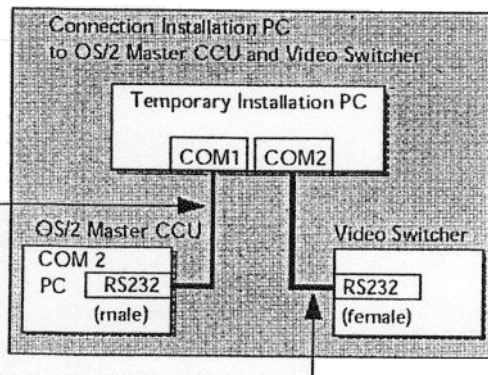 Connection Installation PC
to OS/2 Master CCU and Video Switcher
Temporary Installation PC
COM1 COM2
OS/2 Master CCU
COM 2
PC RS232
(male)
Video Switcher
RS232
(female)